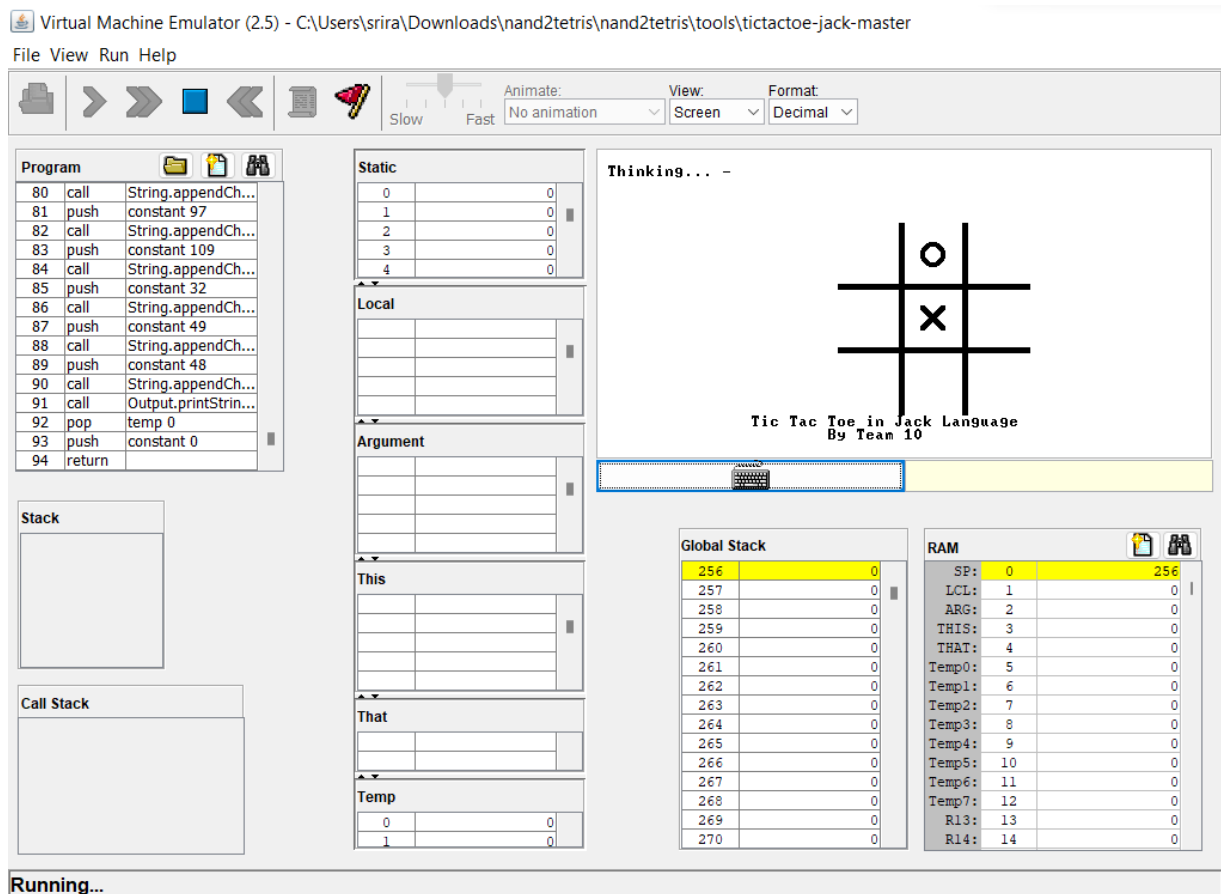 Virtual Machine Emulator (2.5) - C:\Users\srira\Downloads\nand2tetris\nand2tetris\tools\tictactoe-jack-master
File View Run Help
Slow Fast
Animate:
No animation
View:
Screen
Format:
Decimal
Program
80 call String.appendCh...
81 push constant 97
82 call String.appendCh...
83 push constant 109
84 call String.appendCh...
85 push constant 32
86 call String.appendCh...
87 push constant 49
88 call String.appendCh...
89 push constant 48
90 call String.appendCh...
91 call Output.printStrin...
92 pop temp 0
93 push constant 0
94 return
Stack
Call Stack
Static
0 0
1 0
2 0
3 0
4 0
Local
Argument
This
That
Temp
0 0
1 0
Thinking... -
O
X
Tic Tac Toe in Jack Language
By Team 10
Global Stack
256 0
257 0
258 0
259 0
260 0
261 0
262 0
263 0
264 0
265 0
266 0
267 0
268 0
269 0
270 0
RAM
SP: 0 256
LCL: 1 0
ARG: 2 0
THIS: 3 0
THAT: 4 0
Temp0: 5 0
Temp1: 6 0
Temp2: 7 0
Temp3: 8 0
Temp4: 9 0
Temp5: 10 0
Temp6: 11 0
Temp7: 12 0
R13: 13 0
R14: 14 0
Running...